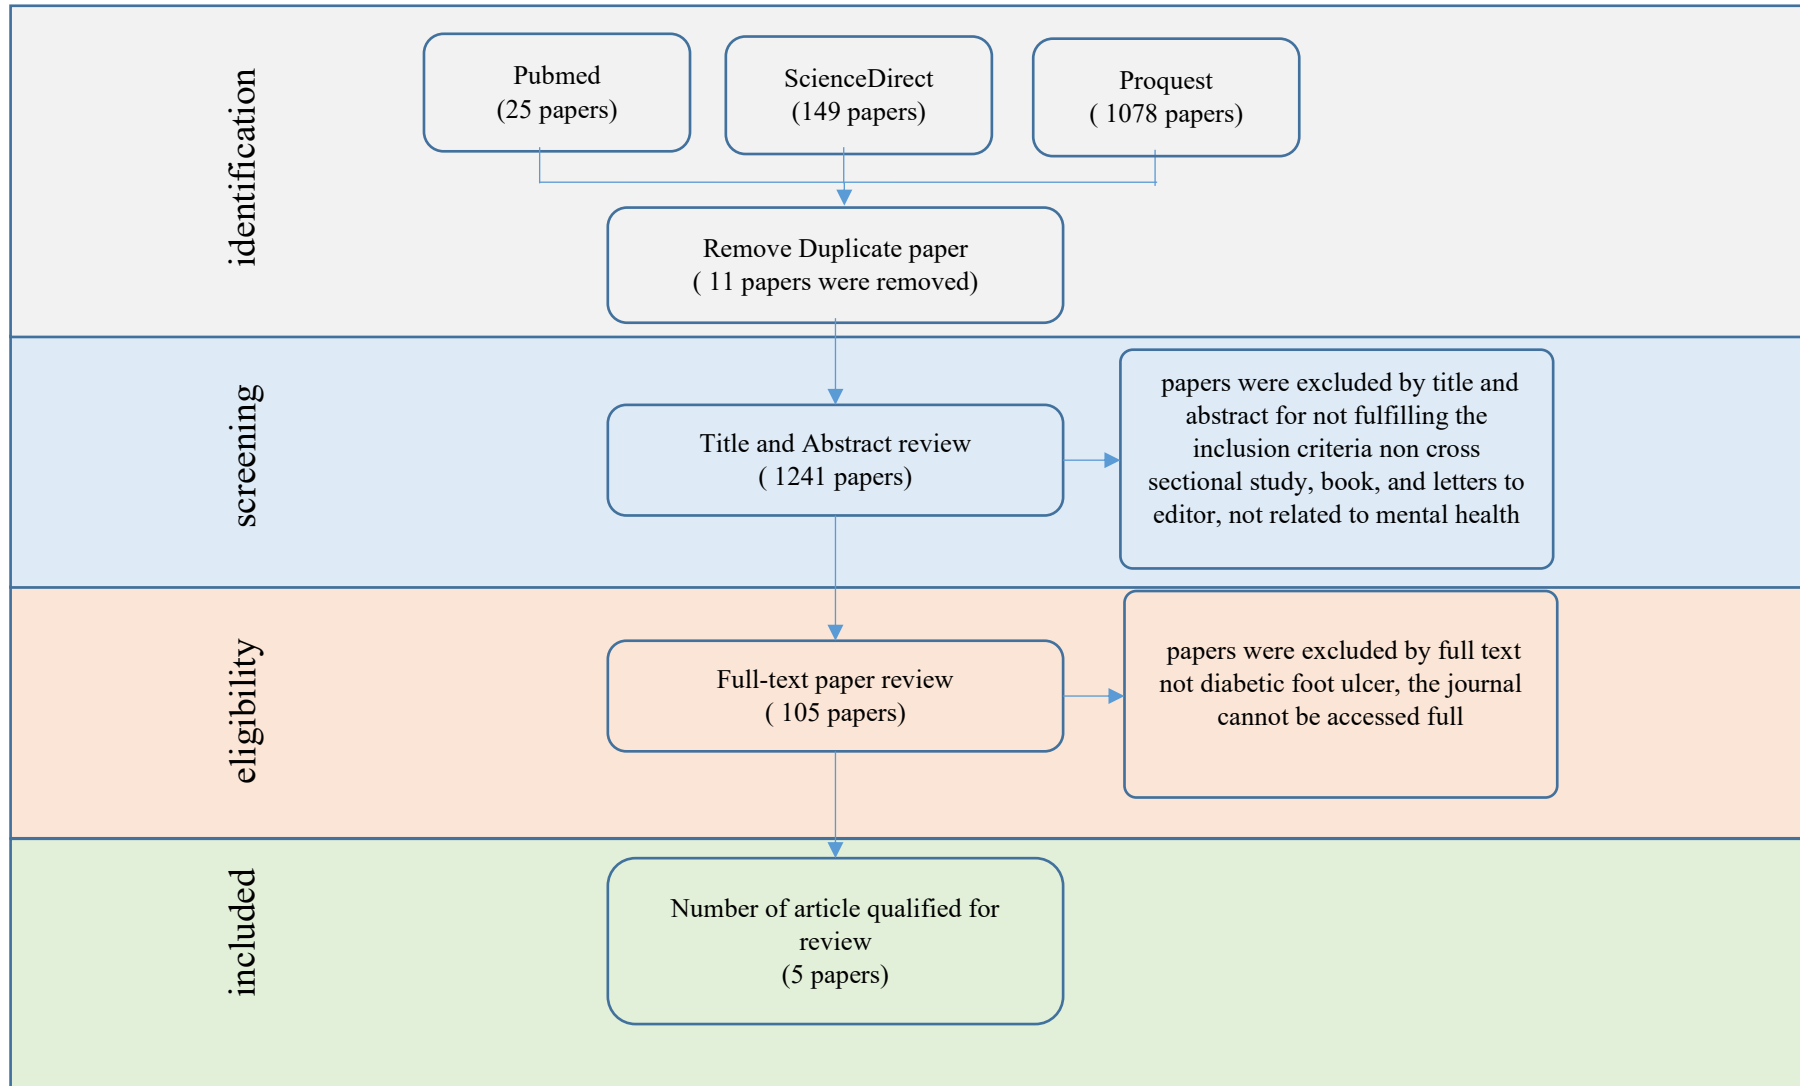 identification
Pubmed
(25 papers)
ScienceDirect
(149 papers)
Proquest
( 1078 papers)
Remove Duplicate paper
( 11 papers were removed)
screening
Title and Abstract review
( 1241 papers)
papers were excluded by title and
abstract for not fulfilling the
inclusion criteria non cross
sectional study, book, and letters to
editor, not related to mental health
eligibility
Full-text paper review
( 105 papers)
papers were excluded by full text
not diabetic foot ulcer, the journal
cannot be accessed full
included
Number of article qualified for
review
(5 papers)